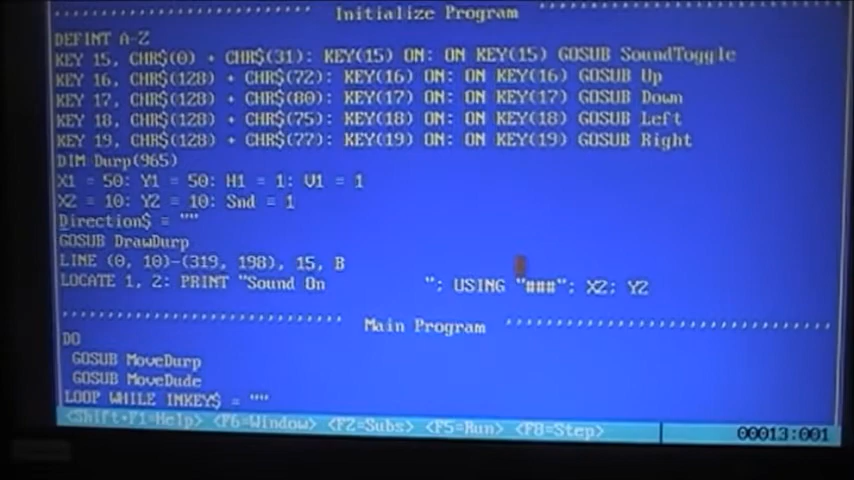 '''''''''''''''''''''''''''''' Initialize Program ''''''''''''''''''''''''''''''
DEFINT A-Z
KEY 15, CHR$(0) + CHR$(31): KEY(15) ON: ON KEY(15) GOSUB SoundToggle
KEY 16, CHR$(128) + CHR$(72): KEY(16) ON: ON KEY(16) GOSUB Up
KEY 17, CHR$(128) + CHR$(80): KEY(17) ON: ON KEY(17) GOSUB Down
KEY 18, CHR$(128) + CHR$(75): KEY(18) ON: ON KEY(18) GOSUB Left
KEY 19, CHR$(128) + CHR$(77): KEY(19) ON: ON KEY(19) GOSUB Right
DIM Durp(965)
X1 = 50: Y1 = 50: H1 = 1: V1 = 1
X2 = 10: Y2 = 10: Snd = 1
Direction$ = ""
GOSUB DrawDurp
LINE (0, 10)-(319, 198), 15, B
LOCATE 1, 2: PRINT "Sound On          "; USING "###"; X2; Y2
'''''''''''''''''''''''''''''' Main Program ''''''''''''''''''''''''''''''''''
DO
GOSUB MoveDurp
GOSUB MoveDude
LOOP WHILE INKEY$ = ""
<Shift+F1=Help> <F6=Window> <F2=Subs> <F5=Run> <F8=Step> 00013:001